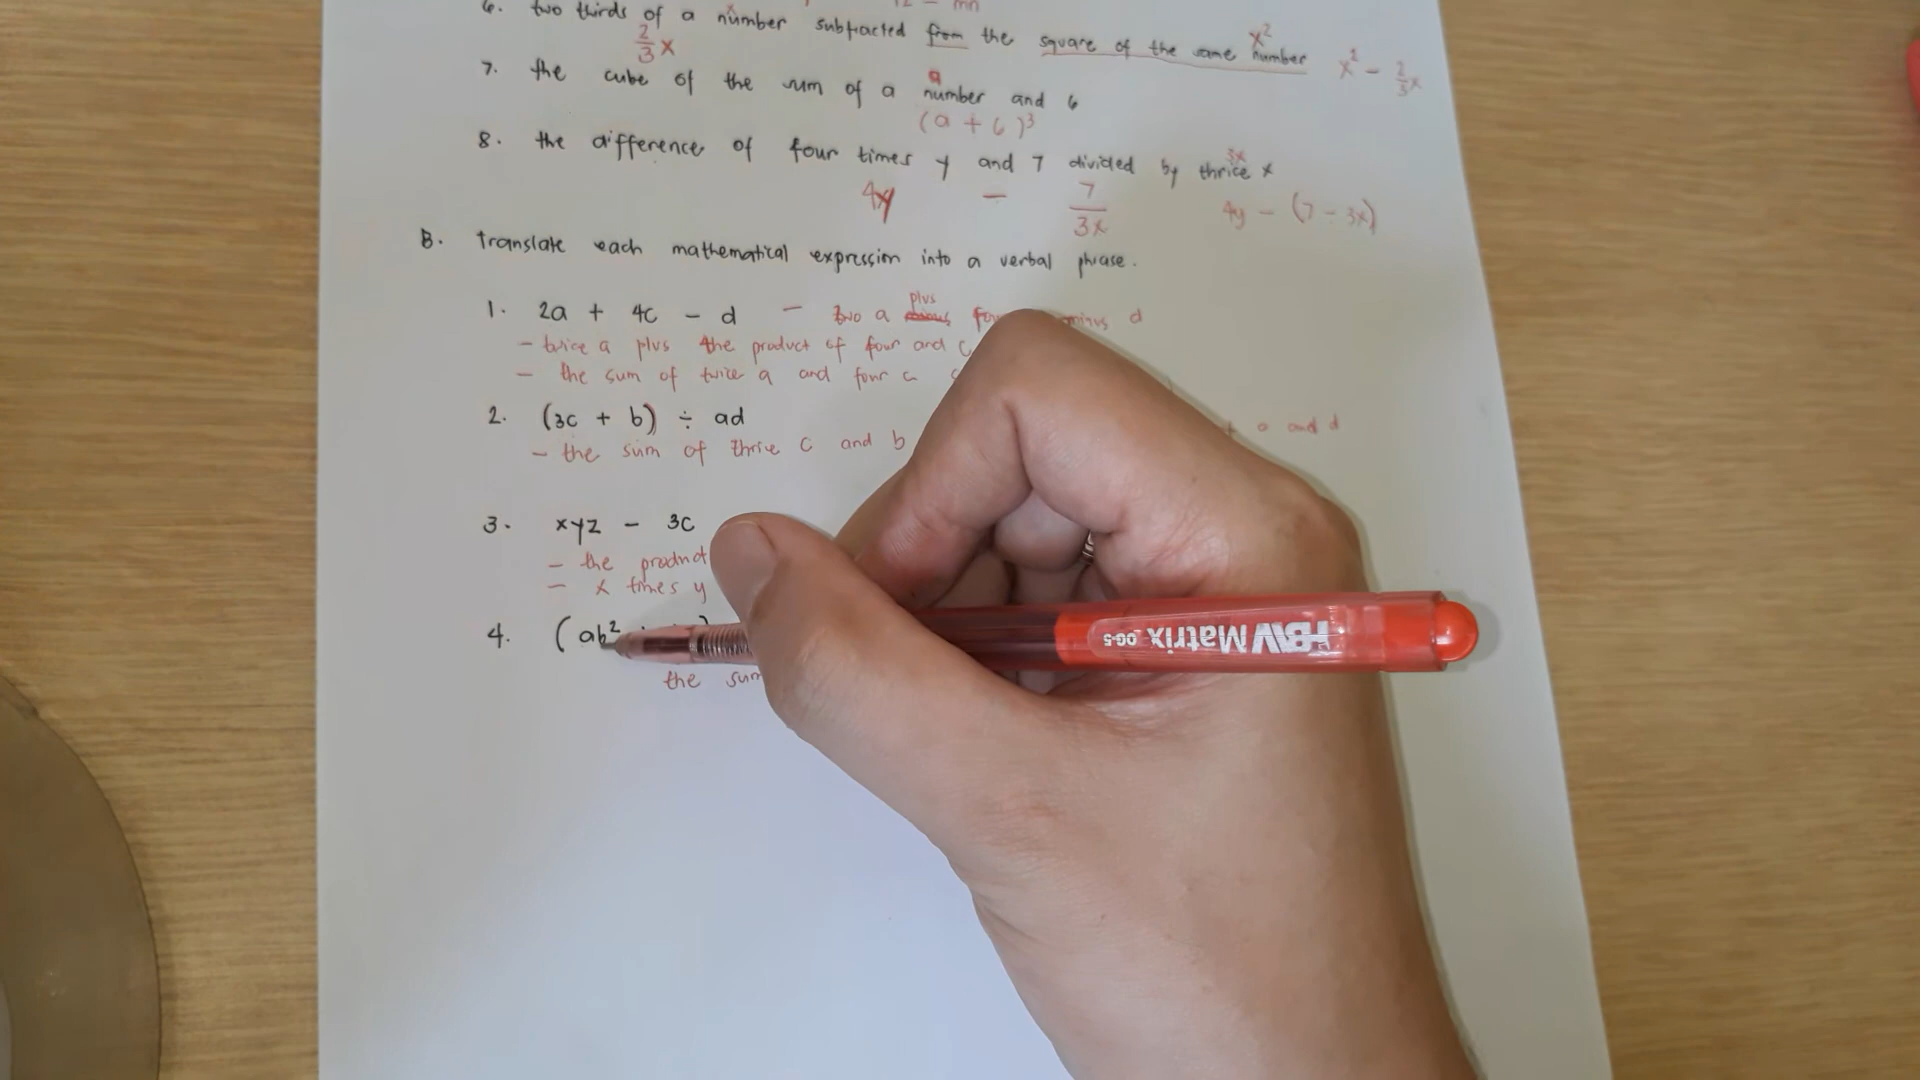 6. two thirds of a number subtracted from the square of the same number
x²
2/3 x
x² - 2/3 x
7. the cube of the sum of a number and 6
a
(a + 6)³
8. the difference of four times y and 7 divided by thrice x
3x
4y - 7/3x
4y - (7 ÷ 3x)
B. Translate each mathematical expression into a verbal phrase.
plus
1. 2a + 4c - d - two a minus d
- twice a plus the product of four and c
- the sum of twice a and four c
2. (3c + b) ÷ ad
a and d
- the sum of thrice c and b
3. xyz - 3c
- the product
- x times y
4. (ab²
the sum
HBW Matrix OG-5